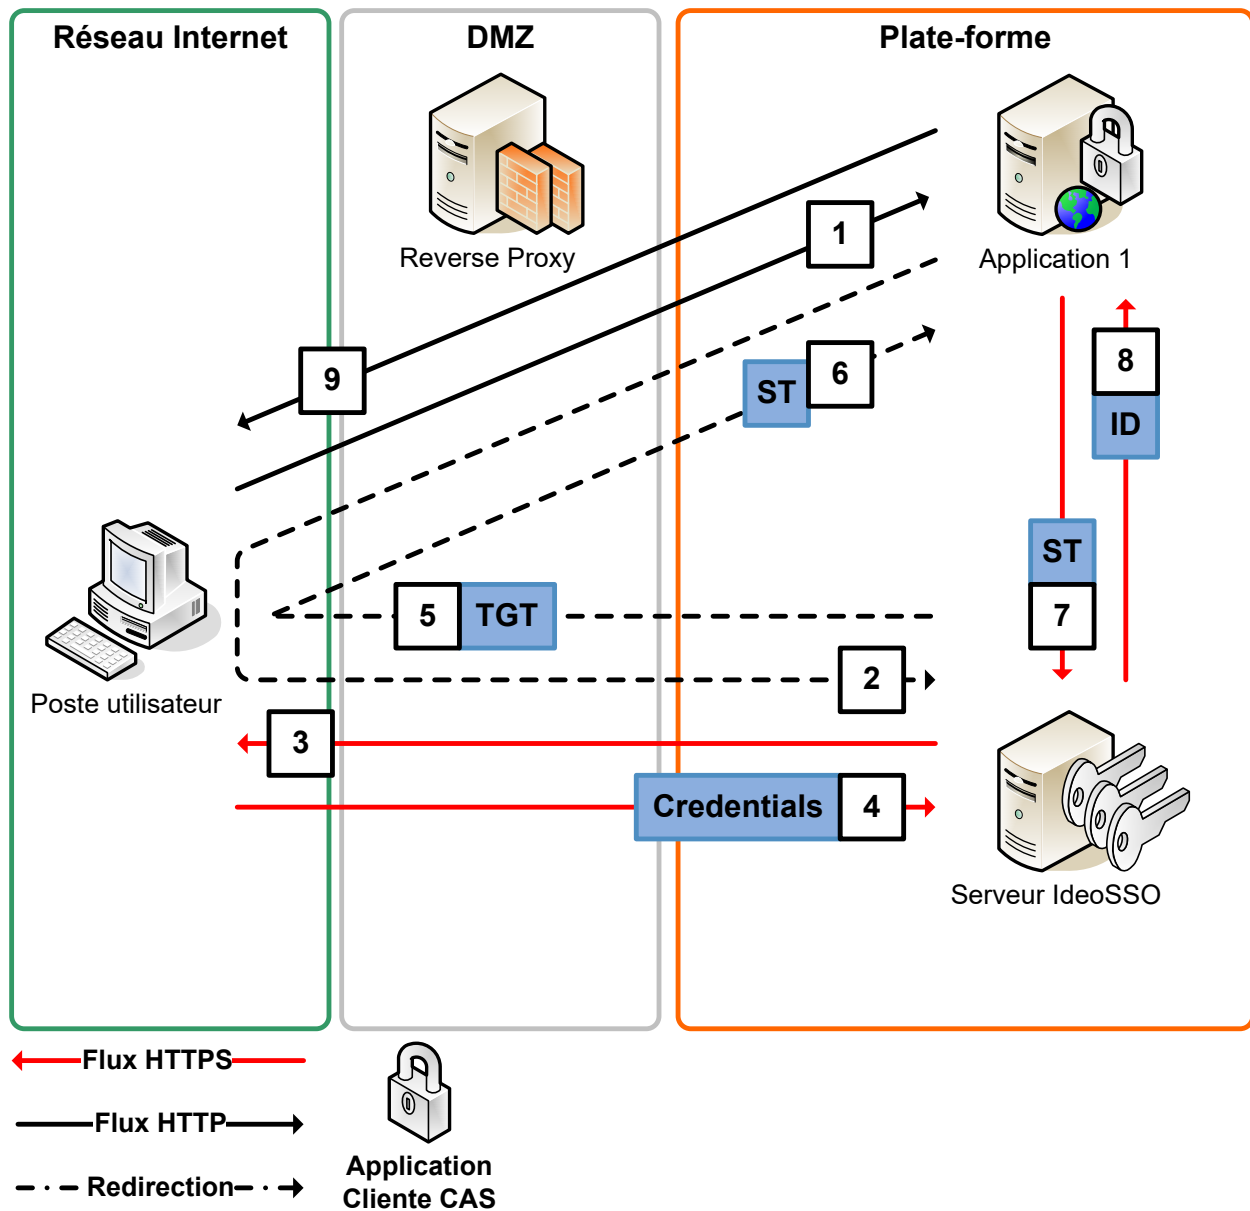 Réseau Internet
DMZ
Plate-forme
Reverse Proxy
Application 1
1
9
6
ST
8
ID
ST
7
5
TGT
2
Poste utilisateur
3
Credentials
4
Serveur IdeoSSO
Flux HTTPS
Flux HTTP
Redirection
Application
Cliente CAS